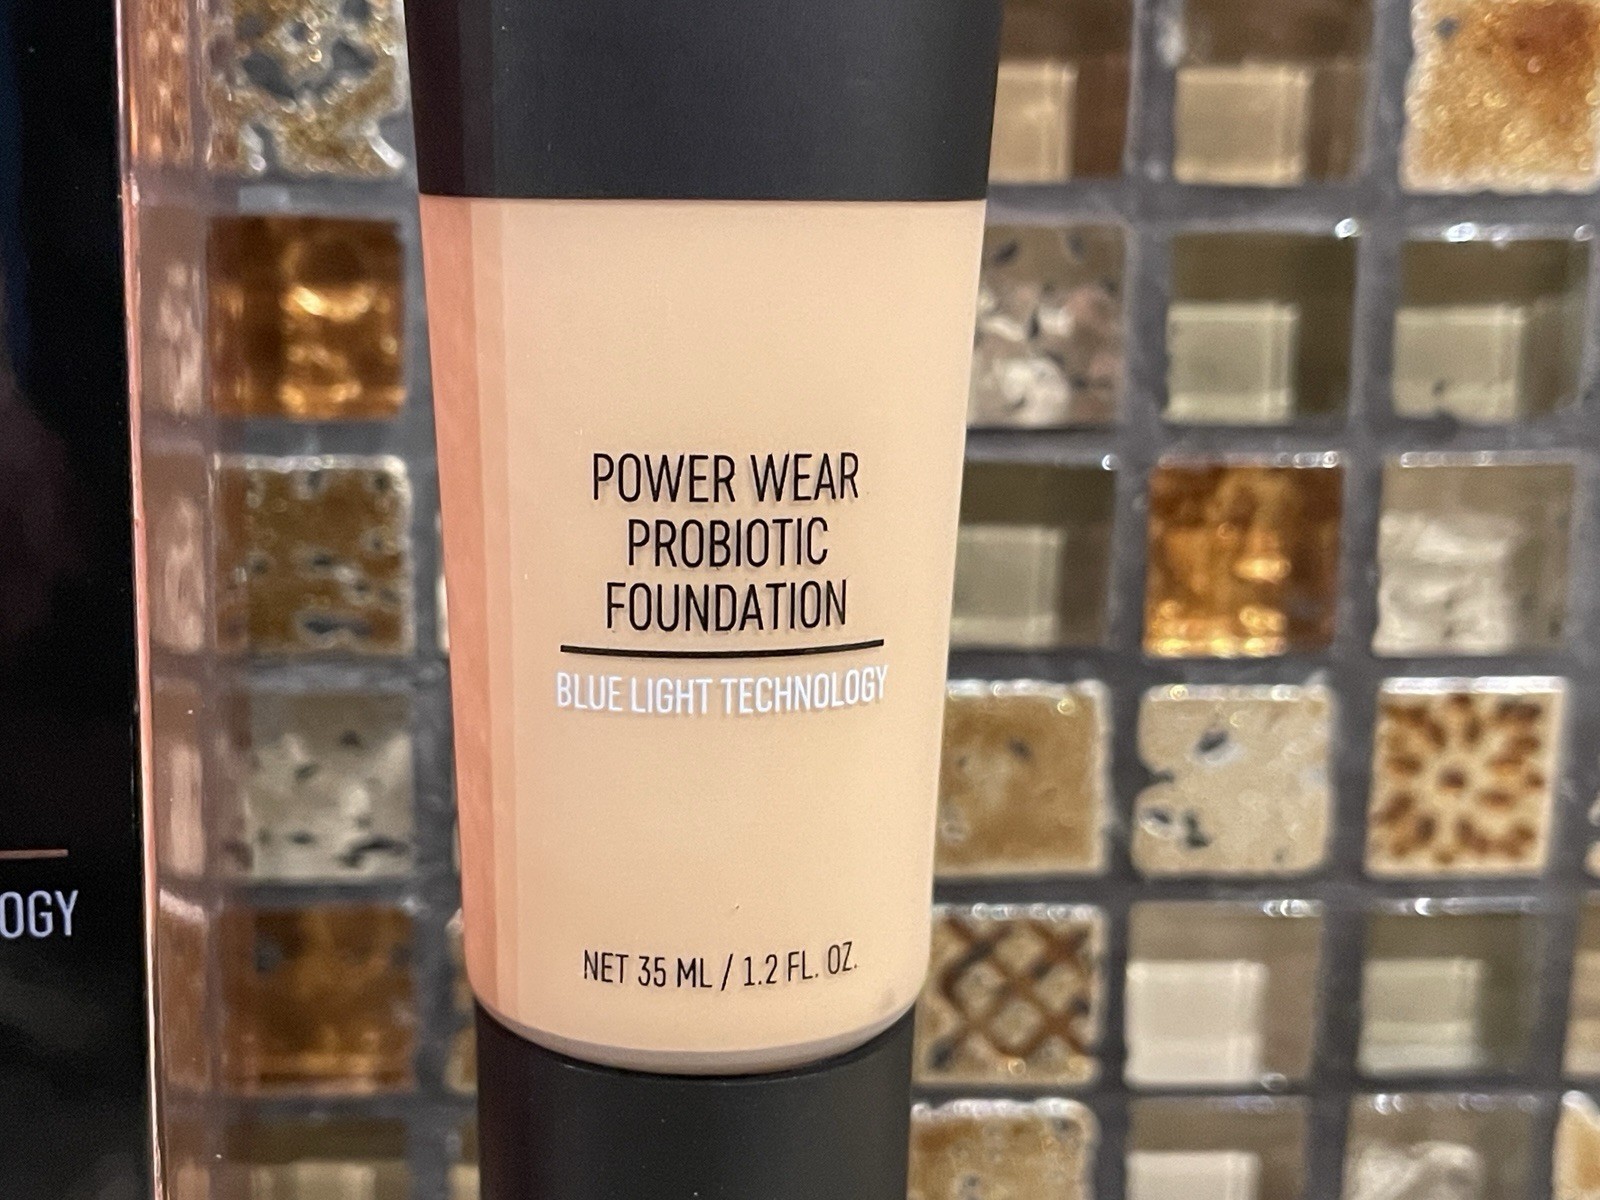 POWER WEAR
PROBIOTIC
FOUNDATION
BLUE LIGHT TECHNOLOGY
NET 35 ML / 1.2 FL. OZ.
OGY